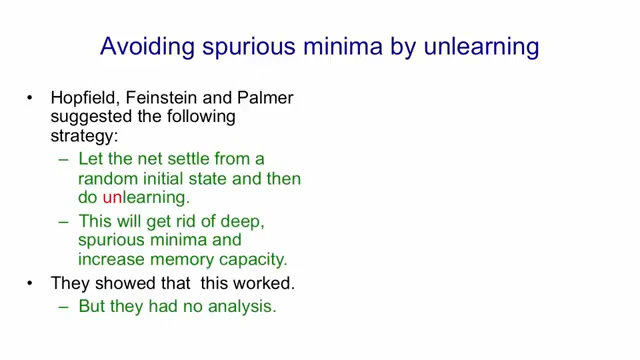 Avoiding spurious minima by unlearning
• Hopfield, Feinstein and Palmer
suggested the following
strategy:
– Let the net settle from a
random initial state and then
do unlearning.
– This will get rid of deep,
spurious minima and
increase memory capacity.
• They showed that this worked.
– But they had no analysis.